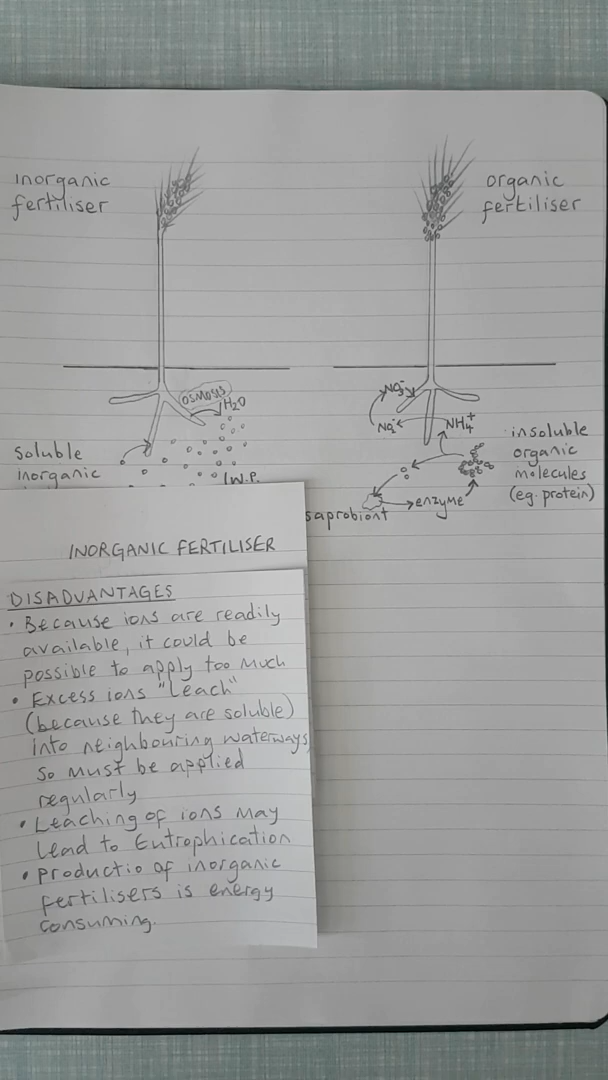 inorganic
fertiliser
organic
fertiliser
osmosis
H₂O
NO₃⁻
NO₂⁻
NH₄⁺
soluble
inorganic
↓W.P.
insoluble
organic
molecules
(eg. protein)
saprobiont
enzyme
INORGANIC FERTILISER
DISADVANTAGES
• Because ions are readily
available, it could be
possible to apply too much
• Excess ions "Leach"
(because they are soluble)
into neighbouring waterways,
so must be applied
regularly
• Leaching of ions may
lead to Eutrophication
• productio of inorganic
fertilisers is energy
consuming.